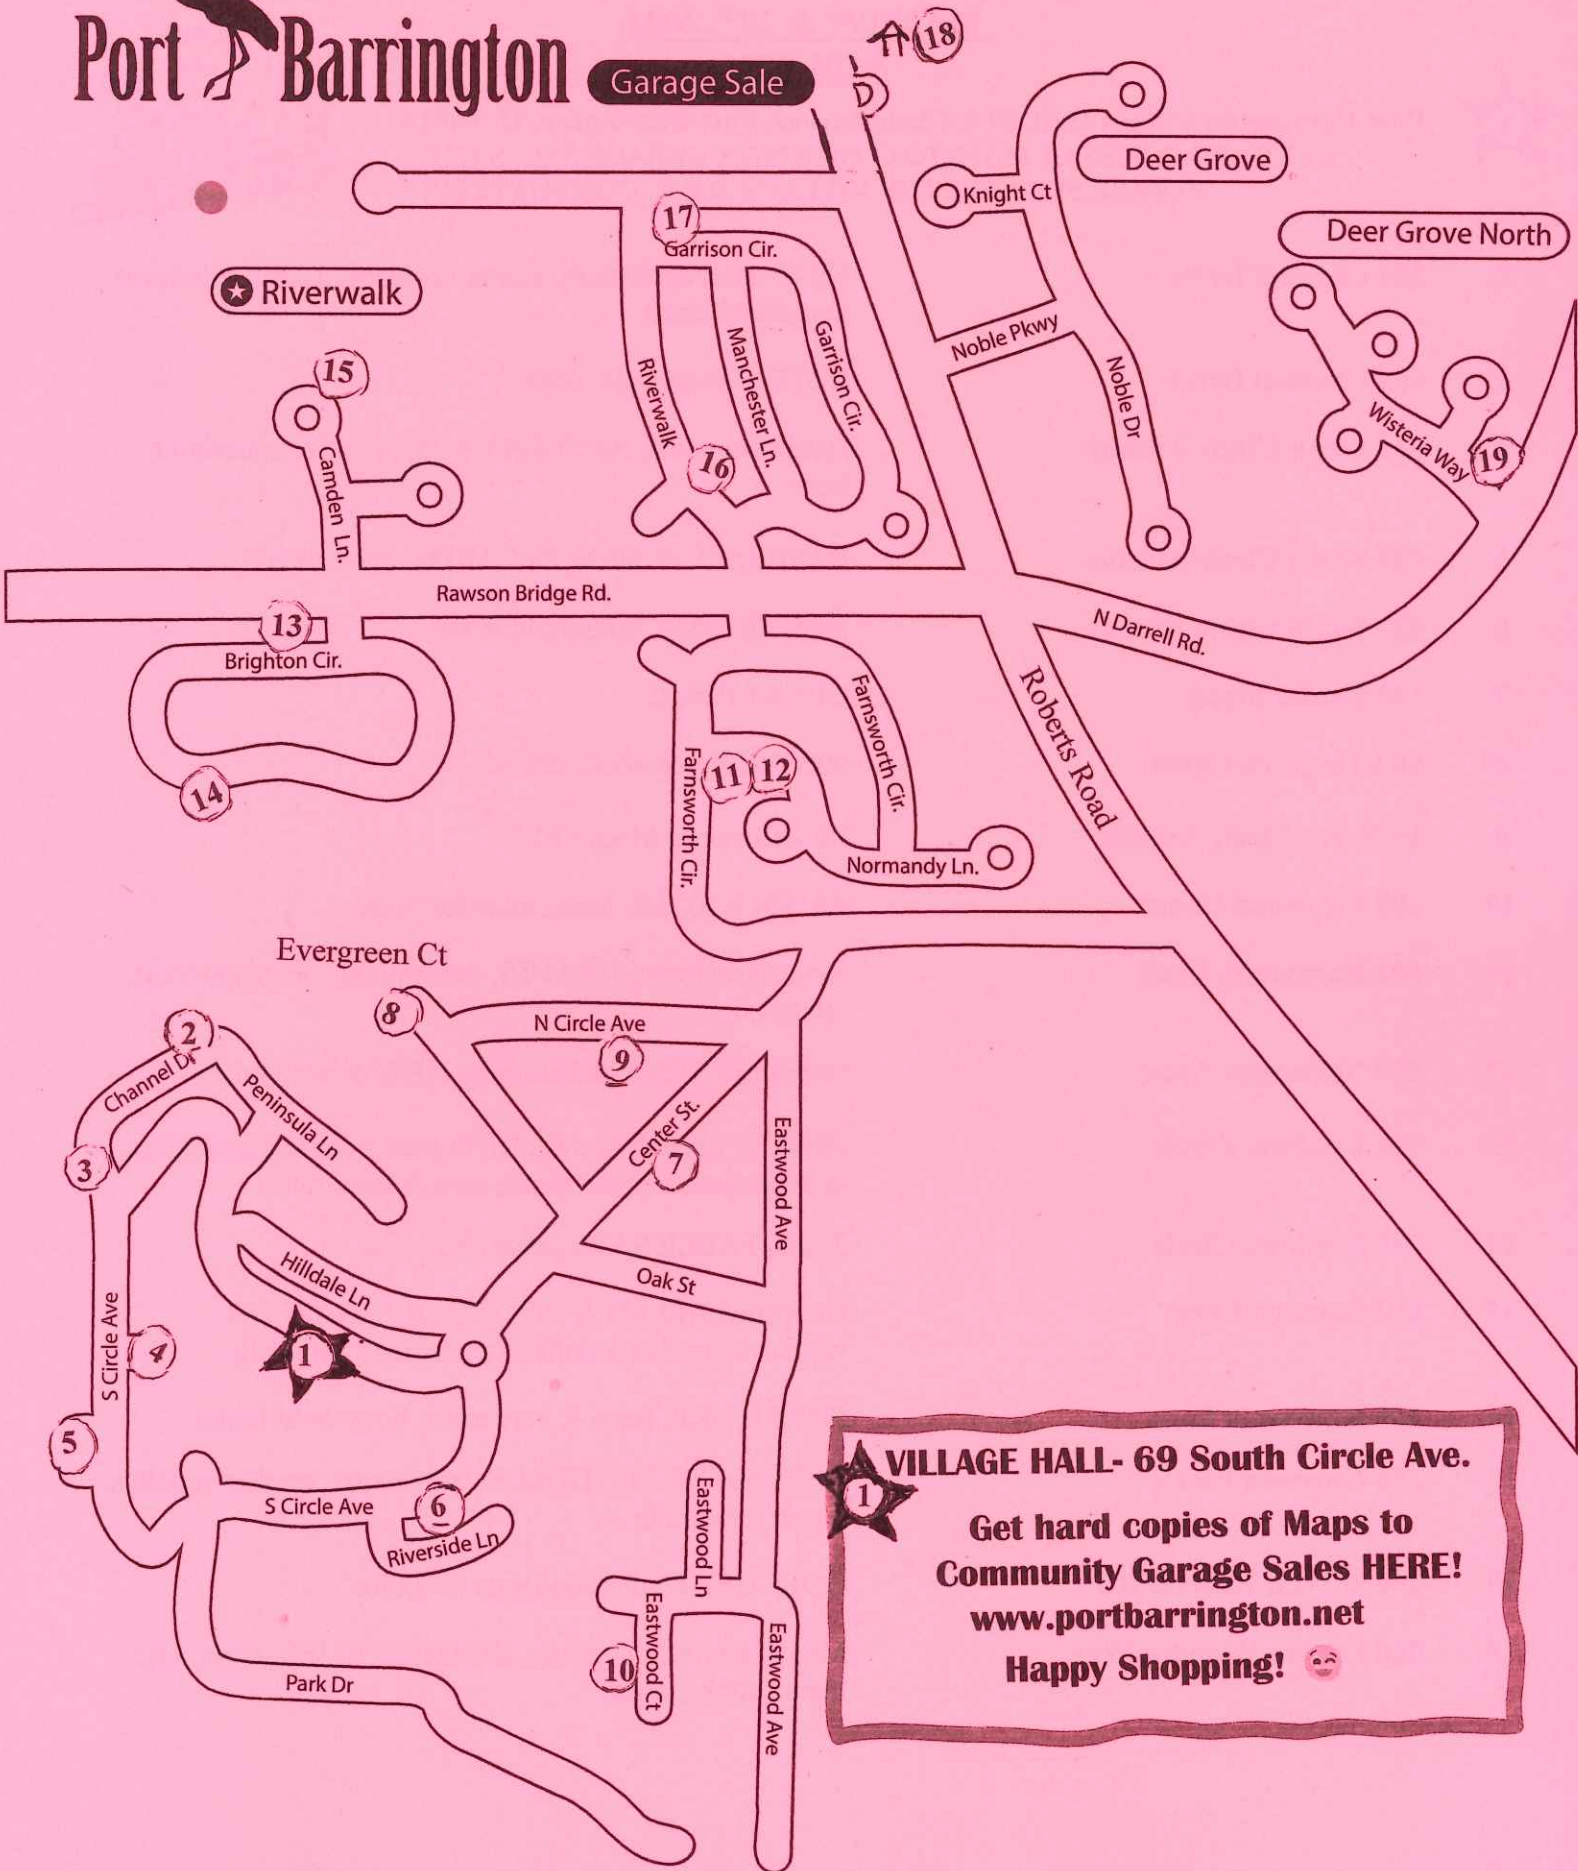 Port Barrington
Garage Sale
18
Deer Grove
Knight Ct
17
Garrison Cir.
Deer Grove North
Riverwalk
Noble Pkwy
15
Riverwalk
Manchester Ln.
Garrison Cir.
Noble Dr
Wisteria Way
19
16
Camden Ln.
Rawson Bridge Rd.
13
N Darrell Rd.
Brighton Cir.
Roberts Road
14
Farnsworth Cir.
11
12
Farnsworth Cir.
Normandy Ln.
Evergreen Ct
8
N Circle Ave
9
2
Channel Dr
Peninsula Ln
3
Center St.
7
Eastwood Ave
Oak St
Hilldale Ln
1
S Circle Ave
4
5
S Circle Ave
6
Riverside Ln
Eastwood Ln
Eastwood Ct
10
Eastwood Ave
Park Dr
1
VILLAGE HALL- 69 South Circle Ave.
Get hard copies of Maps to
Community Garage Sales HERE!
www.portbarrington.net
Happy Shopping!